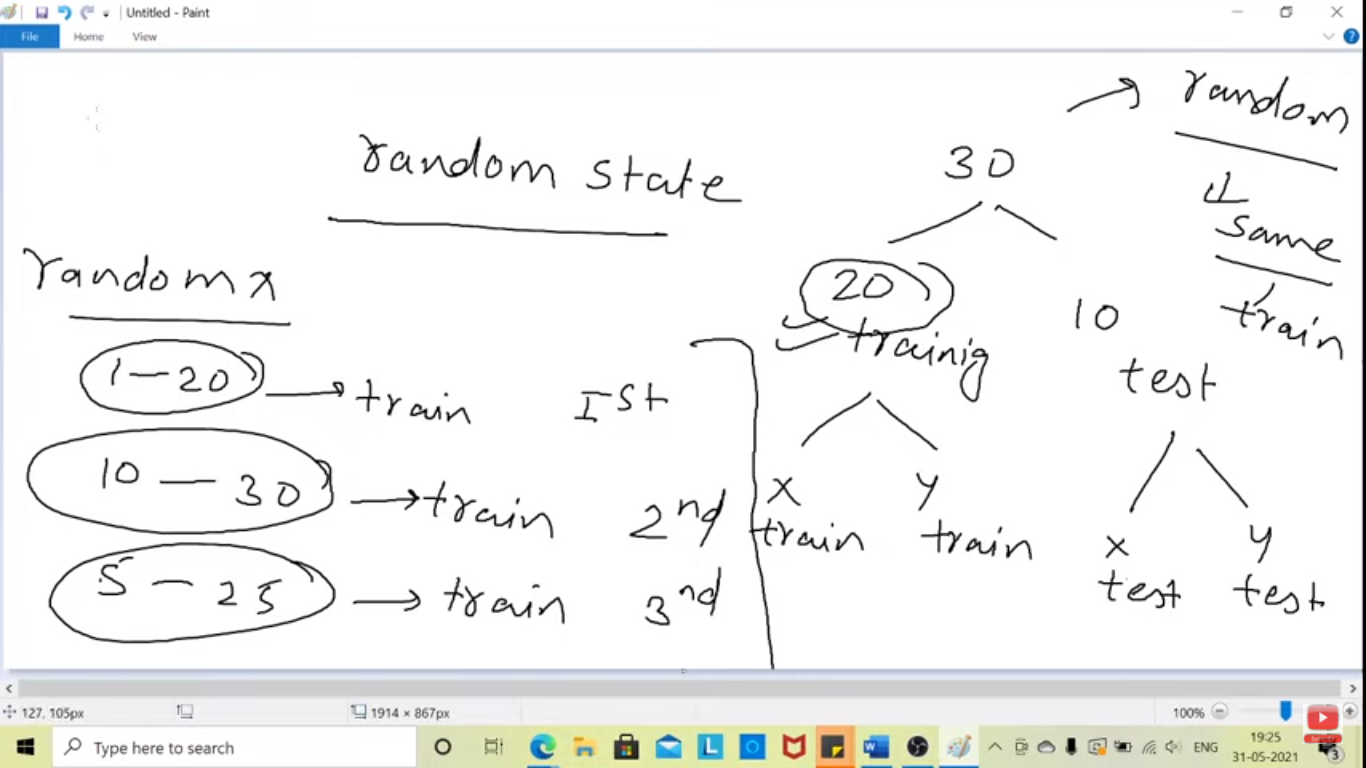 Untitled - Paint
File Home View
random state
random x
1 — 20 → train Ist
10 — 30 → train 2nd
5 — 25 → train 3nd
30 → random
same
train
20 10
trainig test
x y
train train
x y
test test
127, 105px 1914 × 867px 100%
Type here to search
ENG
19:25
31-05-2021
3